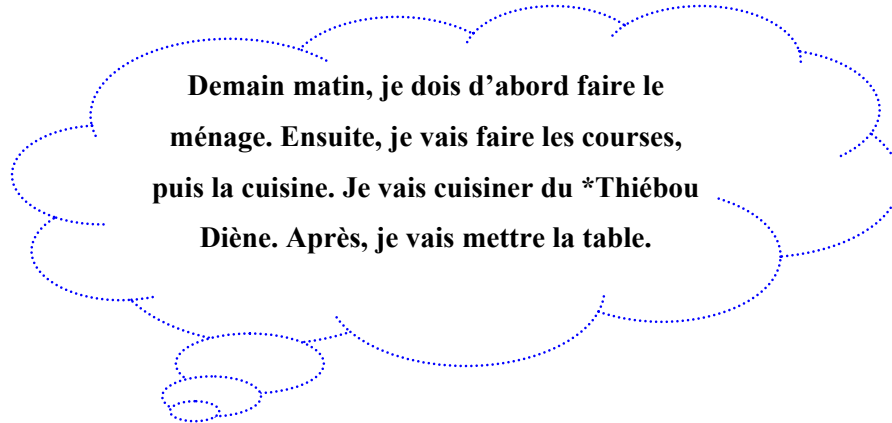 Demain matin, je dois d’abord faire le
ménage. Ensuite, je vais faire les courses,
puis la cuisine. Je vais cuisiner du *Thiébou
Diène. Après, je vais mettre la table.